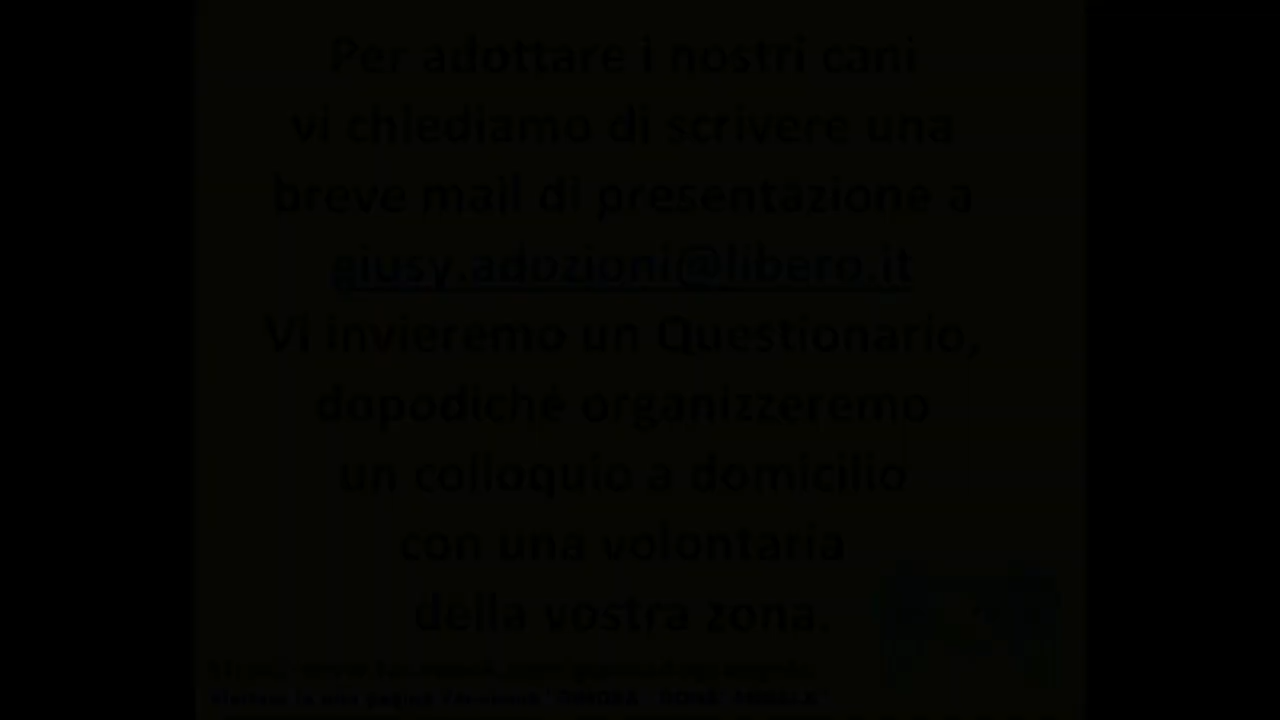 Per adottare i nostri cani
vi chiediamo di scrivere una
breve mail di presentazione a
giusy.adozioni@libero.it
Vi invieremo un Questionario,
dopodiché organizzeremo
un colloquio a domicilio
con una volontaria
della vostra zona.